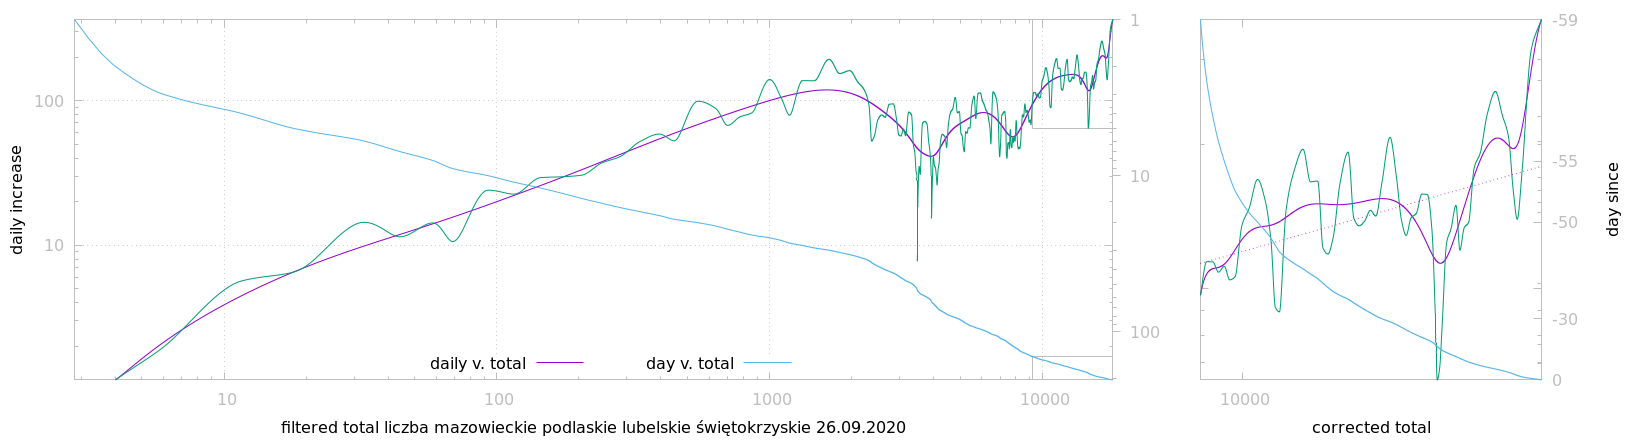 1
-59
100
daily increase
10
-55
-50
day since
10
100
-30
daily v. total
day v. total
0
10
100
1000
10000
10000
filtered total liczba mazowieckie podlaskie lubelskie świętokrzyskie 26.09.2020
corrected total